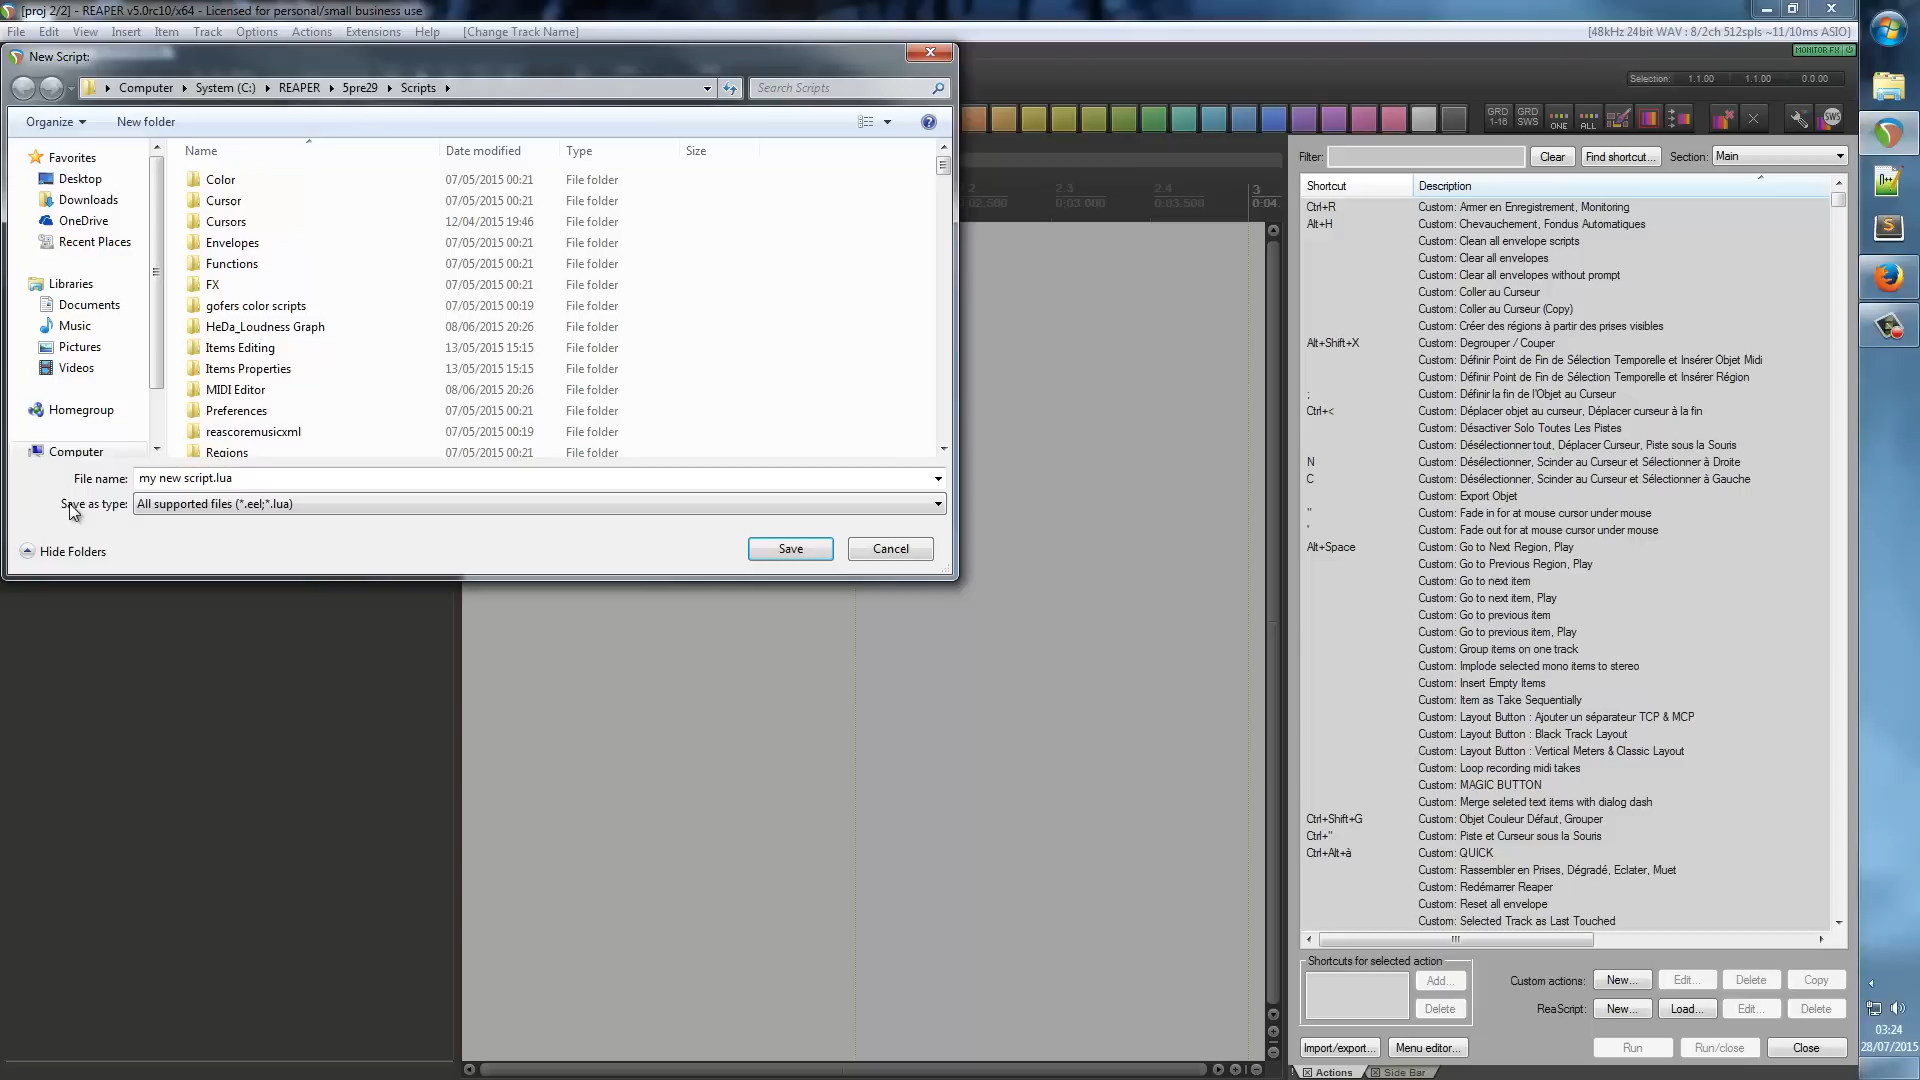 [proj 2/2] - REAPER v5.0rc10/x64 - Licensed for personal/small business use
File Edit View Insert Item Track Options Actions Extensions Help [Change Track Name]
[48kHz 24bit WAV : 8/2ch 512spls ~11/10ms ASIO]
MONITOR FX
New Script:
Computer System (C:) REAPER 5pre29 Scripts
Search Scripts
Selection: 1.1.00 1.1.00 0.0.00
Organize New folder
GRD 1-16 GRD SWS ONE ALL SWS
Name Date modified Type Size
Favorites
Desktop
Downloads
OneDrive
Recent Places
Libraries
Documents
Music
Pictures
Videos
Homegroup
Computer
Color 07/05/2015 00:21 File folder
Cursor 07/05/2015 00:21 File folder
Cursors 12/04/2015 19:46 File folder
Envelopes 07/05/2015 00:21 File folder
Functions 07/05/2015 00:21 File folder
FX 07/05/2015 00:21 File folder
gofers color scripts 07/05/2015 00:19 File folder
HeDa_Loudness Graph 08/06/2015 20:26 File folder
Items Editing 13/05/2015 15:15 File folder
Items Properties 13/05/2015 15:15 File folder
MIDI Editor 08/06/2015 20:26 File folder
Preferences 07/05/2015 00:21 File folder
reascoremusicxml 07/05/2015 00:19 File folder
Regions 07/05/2015 00:21 File folder
File name: my new script.lua
Save as type: All supported files (*.eel;*.lua)
Hide Folders
Save Cancel
2.3 2.4 3
0:03.000 0:03.500 0:04.
Filter: Clear Find shortcut... Section: Main
Shortcut Description
Ctrl+R Custom: Armer en Enregistrement, Monitoring
Alt+H Custom: Chevauchement, Fondus Automatiques
Custom: Clean all envelope scripts
Custom: Clear all envelopes
Custom: Clear all envelopes without prompt
Custom: Coller au Curseur
Custom: Coller au Curseur (Copy)
Custom: Créer des régions à partir des prises visibles
Alt+Shift+X Custom: Degrouper / Couper
Custom: Définir Point de Fin de Sélection Temporelle et Insérer Objet Midi
Custom: Définir Point de Fin de Sélection Temporelle et Insérer Région
; Custom: Définir la fin de l'Objet au Curseur
Ctrl+< Custom: Déplacer objet au curseur, Déplacer curseur à la fin
Custom: Désactiver Solo Toutes Les Pistes
Custom: Désélectionner tout, Déplacer Curseur, Piste sous la Souris
N Custom: Désélectionner, Scinder au Curseur et Sélectionner à Droite
C Custom: Désélectionner, Scinder au Curseur et Sélectionner à Gauche
Custom: Export Objet
" Custom: Fade in for at mouse cursor under mouse
' Custom: Fade out for at mouse cursor under mouse
Alt+Space Custom: Go to Next Region, Play
Custom: Go to Previous Region, Play
Custom: Go to next item
Custom: Go to next item, Play
Custom: Go to previous item
Custom: Go to previous item, Play
Custom: Group items on one track
Custom: Implode selected mono items to stereo
Custom: Insert Empty Items
Custom: Item as Take Sequentially
Custom: Layout Button : Ajouter un séparateur TCP & MCP
Custom: Layout Button : Black Track Layout
Custom: Layout Button : Vertical Meters & Classic Layout
Custom: Loop recording midi takes
Custom: MAGIC BUTTON
Custom: Merge seleted text items with dialog dash
Ctrl+Shift+G Custom: Objet Couleur Défaut, Grouper
Ctrl+" Custom: Piste et Curseur sous la Souris
Ctrl+Alt+à Custom: QUICK
Custom: Rassembler en Prises, Dégradé, Eclater, Muet
Custom: Redémarrer Reaper
Custom: Reset all envelope
Custom: Selected Track as Last Touched
Shortcuts for selected action
Add...
Delete
Custom actions: New... Edit... Delete Copy
ReaScript: New... Load... Edit... Delete
Import/export... Menu editor... Run Run/close Close
Actions Side Bar
03:24
28/07/2015